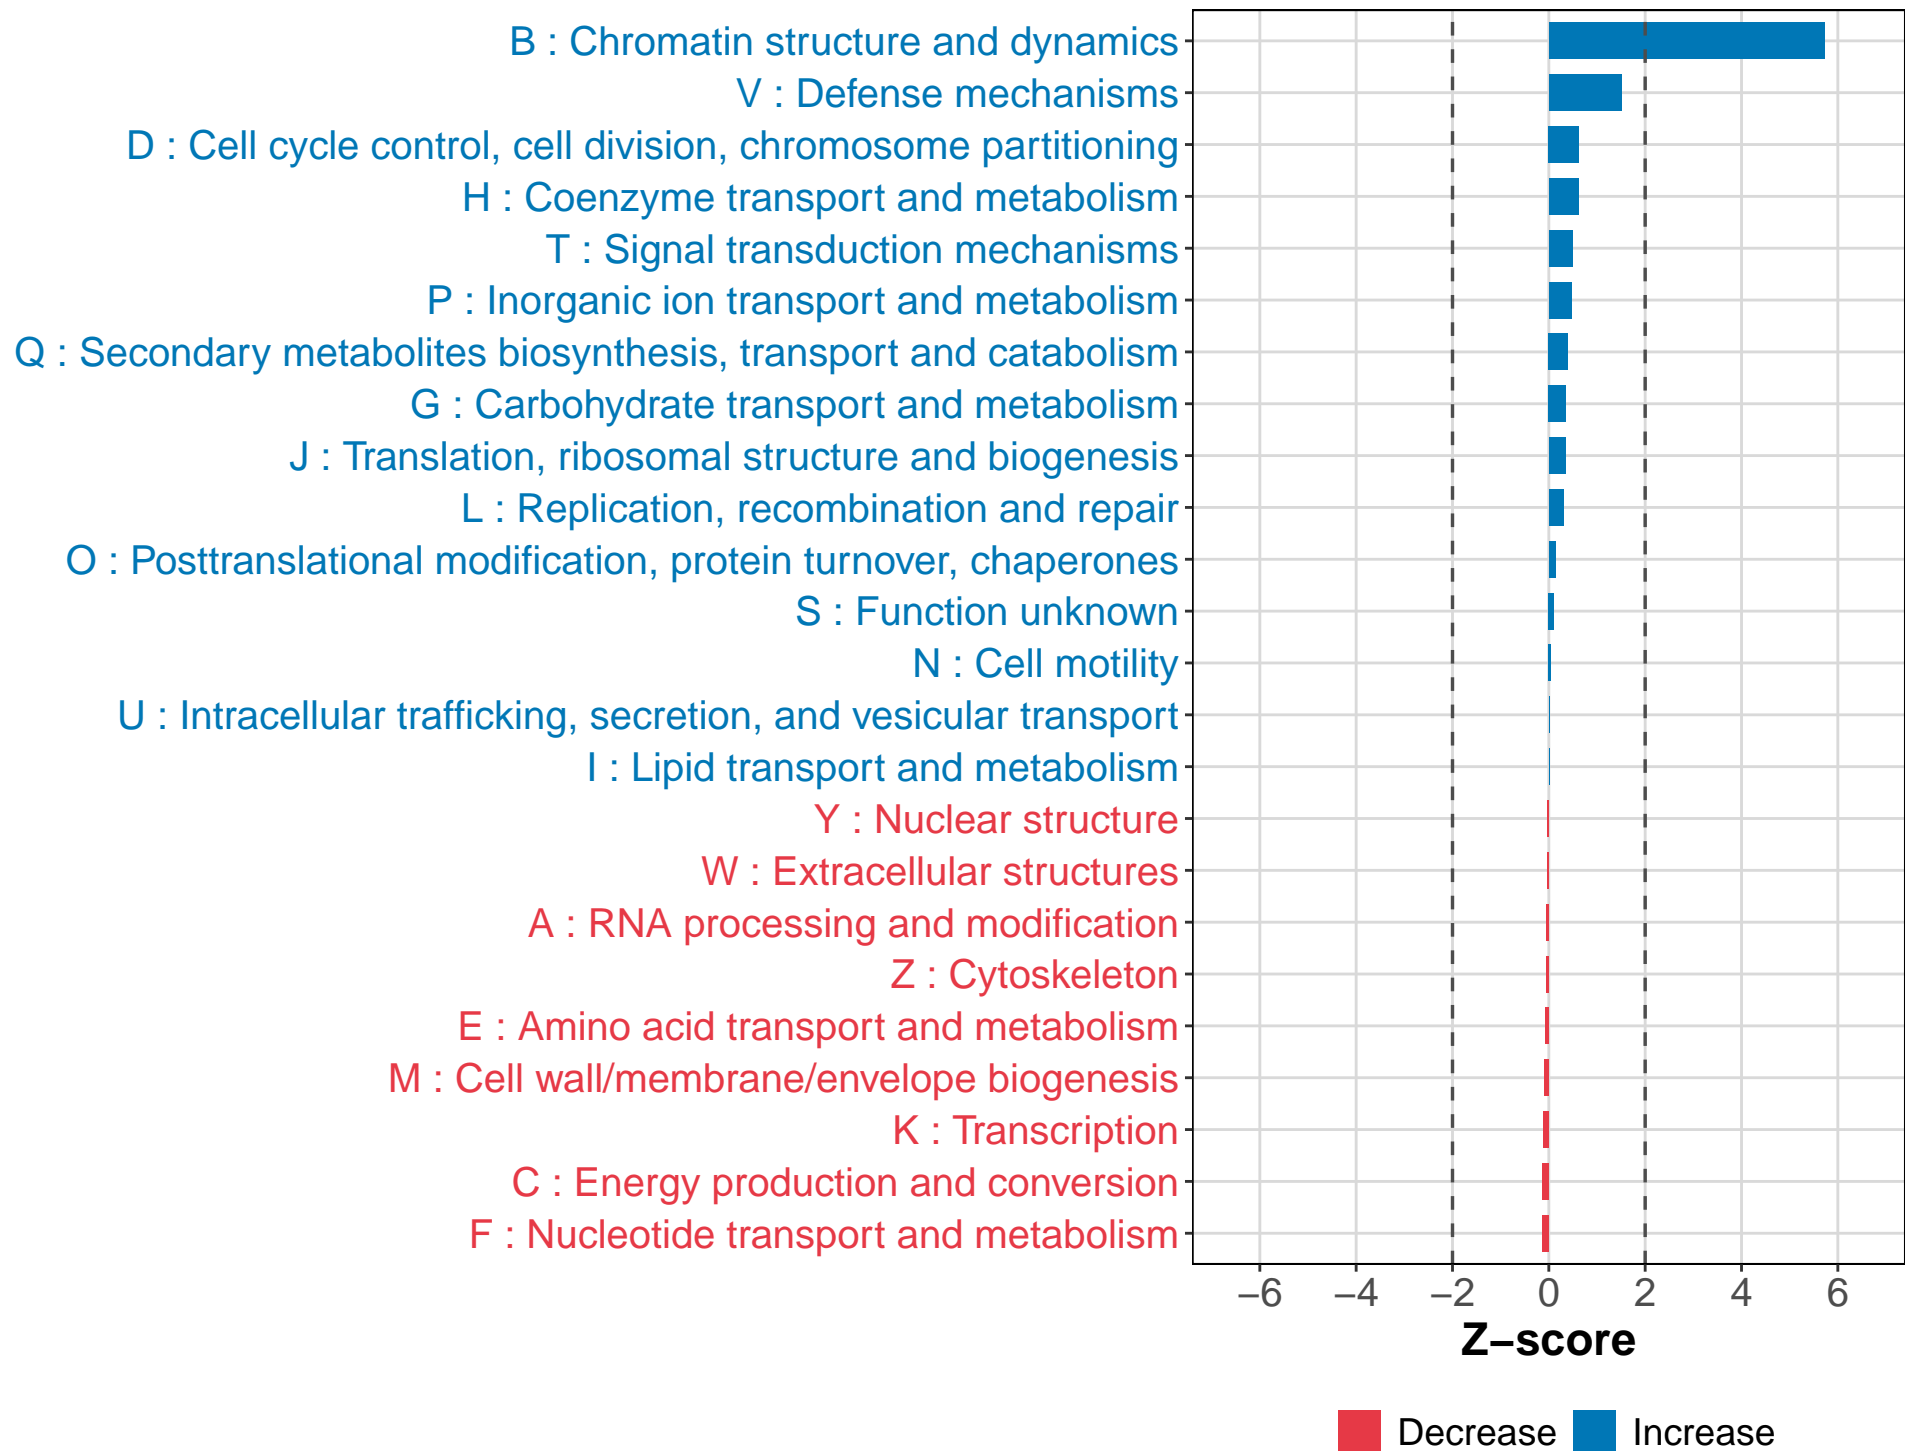 B : Chromatin structure and dynamics
V : Defense mechanisms
D : Cell cycle control, cell division, chromosome partitioning
H : Coenzyme transport and metabolism
T : Signal transduction mechanisms
P : Inorganic ion transport and metabolism
Q : Secondary metabolites biosynthesis, transport and catabolism
G : Carbohydrate transport and metabolism
J : Translation, ribosomal structure and biogenesis
L : Replication, recombination and repair
O : Posttranslational modification, protein turnover, chaperones
S : Function unknown
N : Cell motility
U : Intracellular trafficking, secretion, and vesicular transport
I : Lipid transport and metabolism
Y : Nuclear structure
W : Extracellular structures
A : RNA processing and modification
Z : Cytoskeleton
E : Amino acid transport and metabolism
M : Cell wall/membrane/envelope biogenesis
K : Transcription
C : Energy production and conversion
F : Nucleotide transport and metabolism
−6 −4 −2 0 2 4 6
Z−score
Decrease Increase